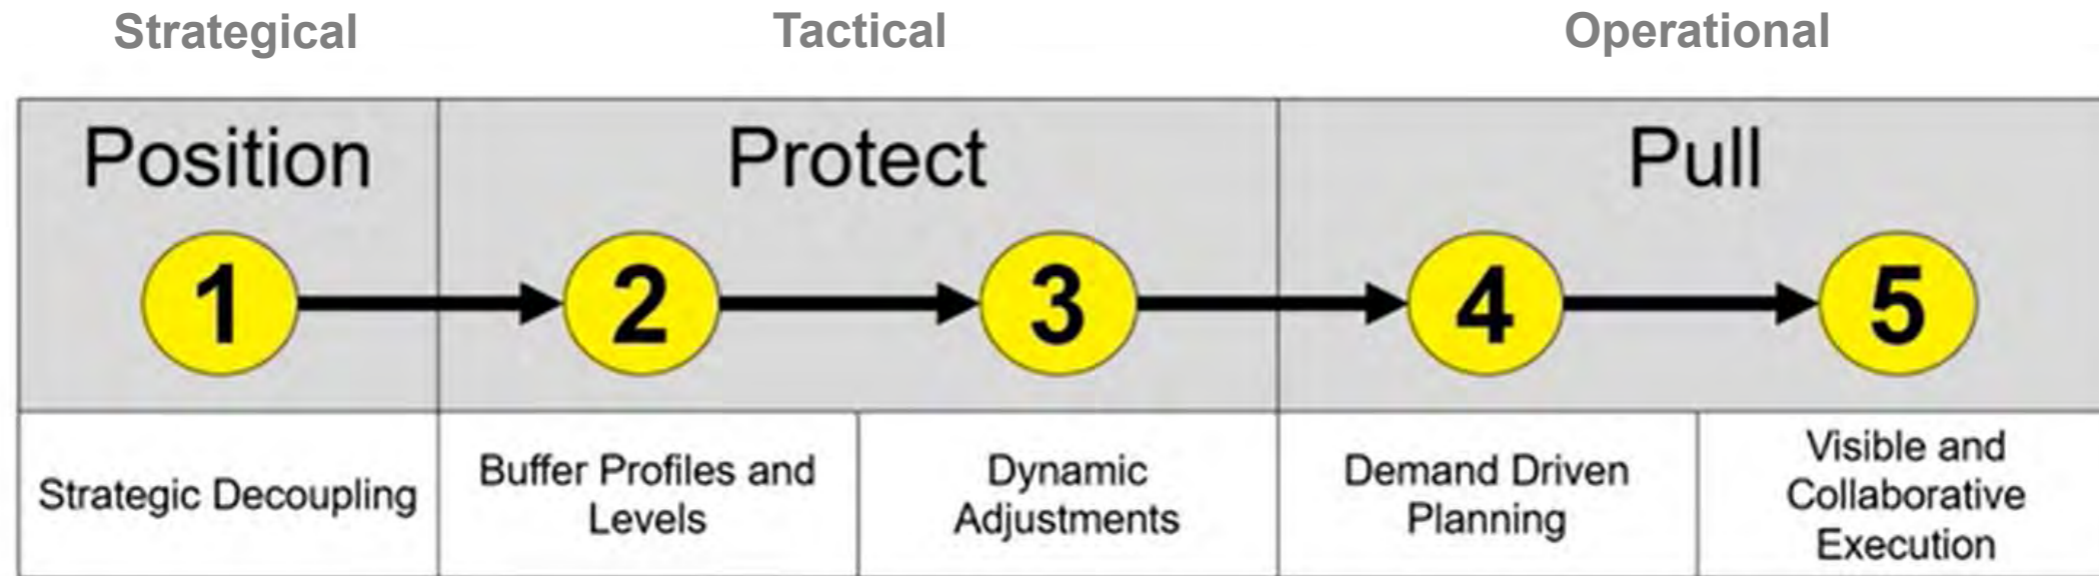 Strategical
Tactical
Operational
Position
Protect
Pull
1
2
3
4
5
Strategic Decoupling
Buffer Profiles and
Levels
Dynamic
Adjustments
Demand Driven
Planning
Visible and
Collaborative
Execution